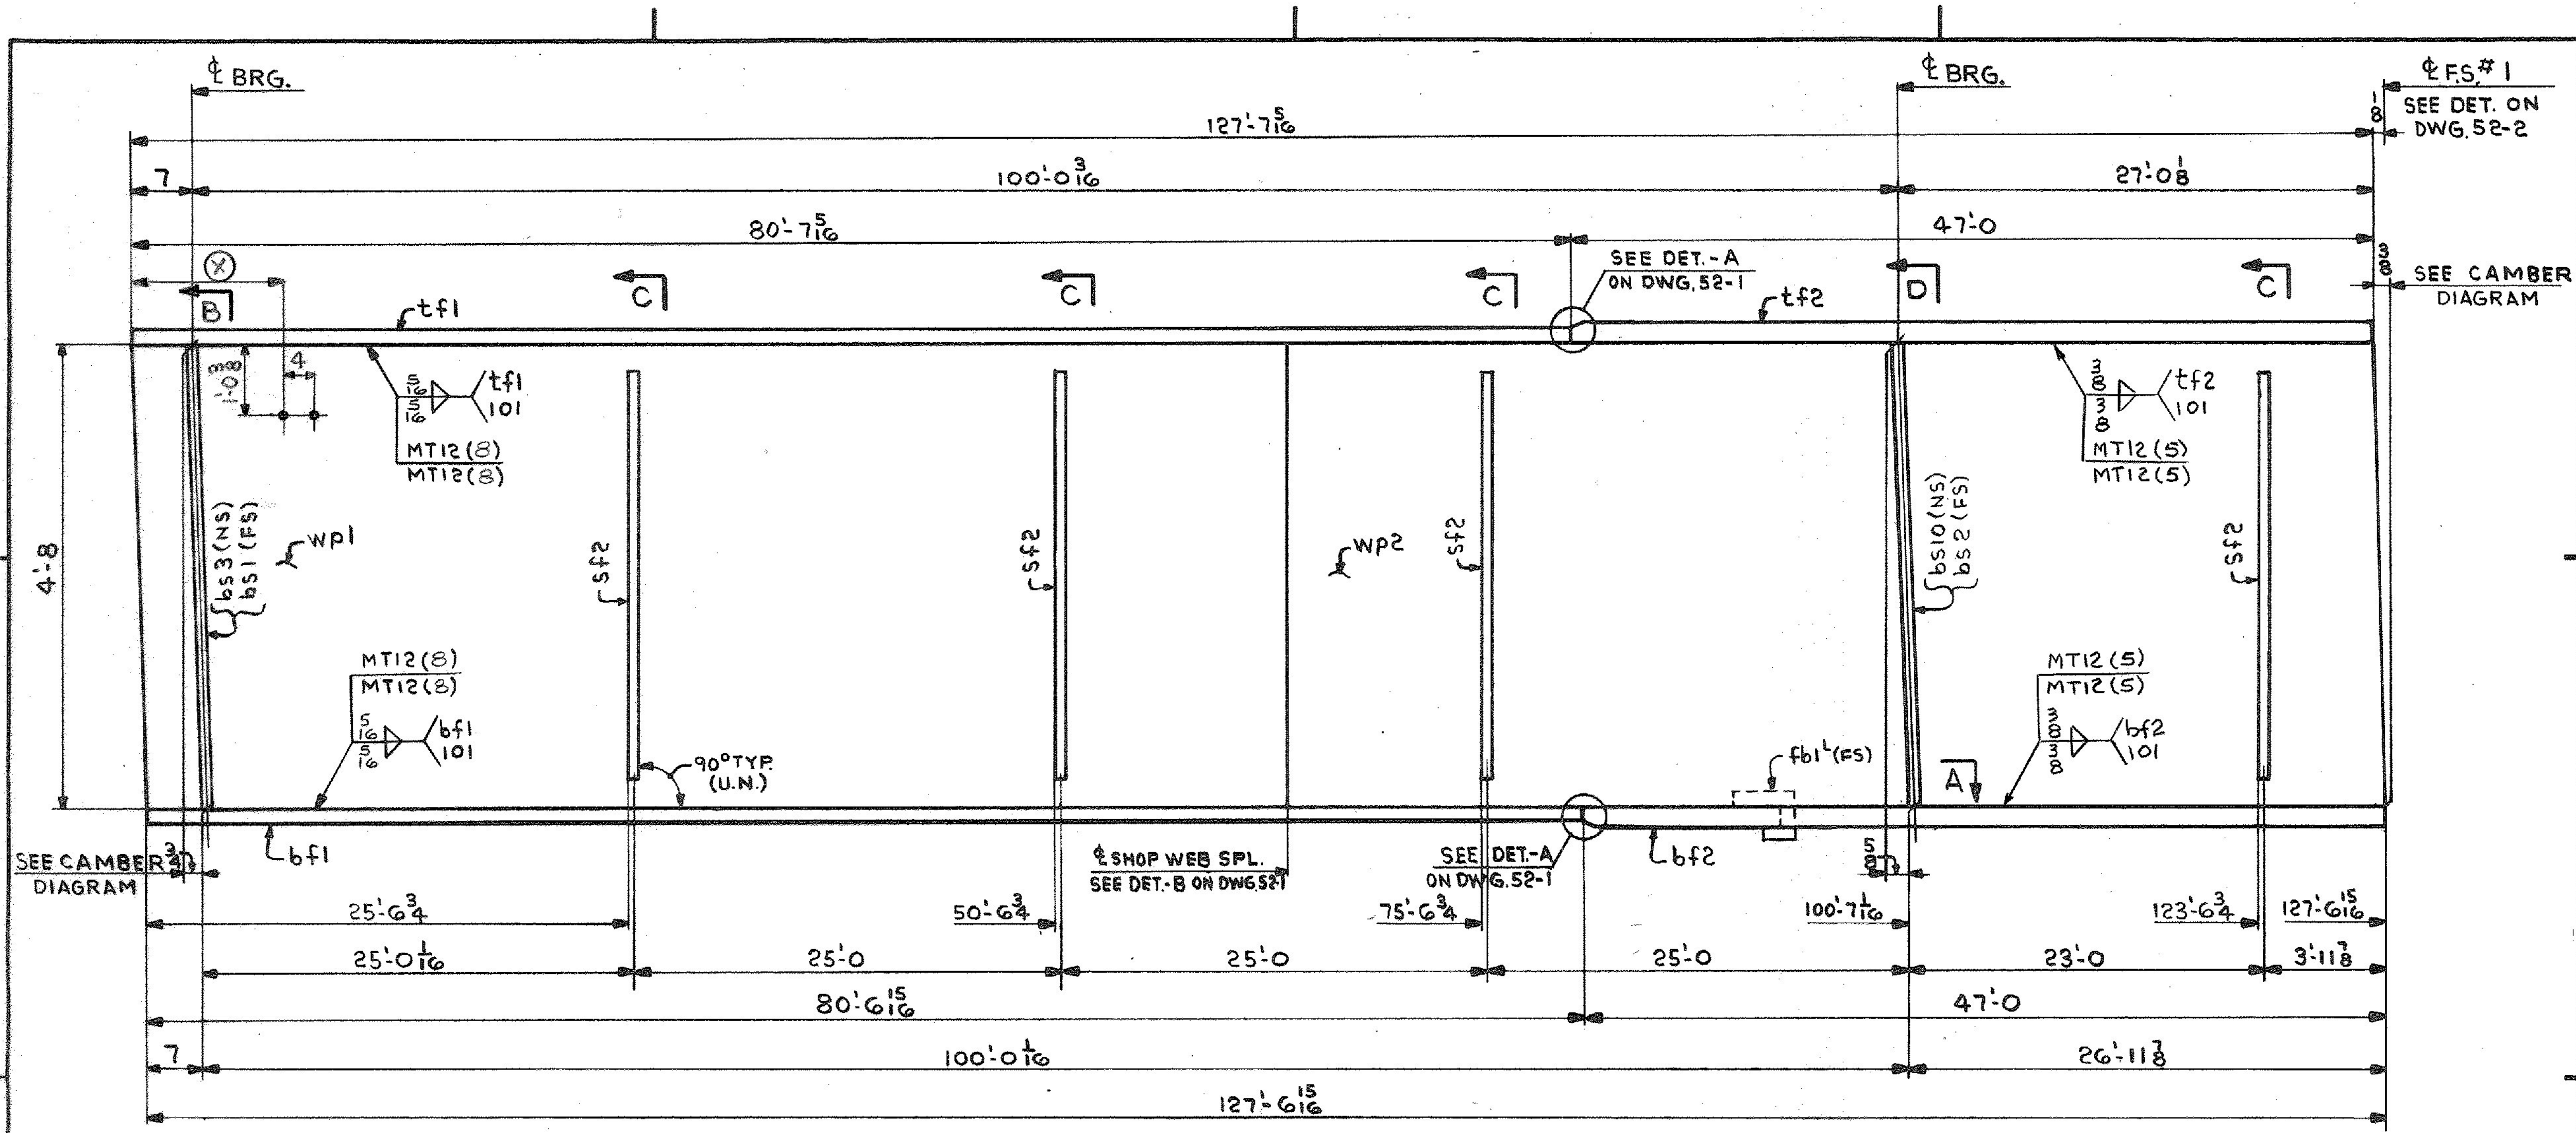 ℄ BRG.
℄ BRG.
℄ F.S. # 1
SEE DET. ON
DWG. 52-2
1/8
127'-7 5/16
7
100'-0 3/16
27'-0 1/8
80'-7 5/16
47'-0
X
B
C
C
C
SEE DET.-A
ON DWG. 52-1
D
C
3/8
SEE CAMBER
DIAGRAM
tf1
tf2
1'-0 3/8
4
5/16
5/16
tf1
101
MT12(8)
MT12(8)
3/8
3/8
tf2
101
MT12(5)
MT12(5)
4'-8
bs3(NS)
bs1(FS)
wp1
sf2
sf2
wp2
sf2
bs10(NS)
bs2(FS)
sf2
MT12(8)
MT12(8)
5/16
5/16
bf1
101
90° TYP.
(U.N.)
fb1ᴸ(FS)
MT12(5)
MT12(5)
3/8
3/8
bf2
101
A
SEE CAMBER
DIAGRAM
3/4
bf1
℄ SHOP WEB SPL.
SEE DET.-B ON DWG. 52-1
SEE DET.-A
ON DWG. 52-1
bf2
5/8
25'-6 3/4
50'-6 3/4
75'-6 3/4
100'-7 1/16
123'-6 3/4
127'-6 15/16
25'-0 1/16
25'-0
25'-0
25'-0
23'-0
3'-11 7/8
80'-6 15/16
47'-0
7
100'-0 1/16
26'-11 7/8
127'-6 15/16